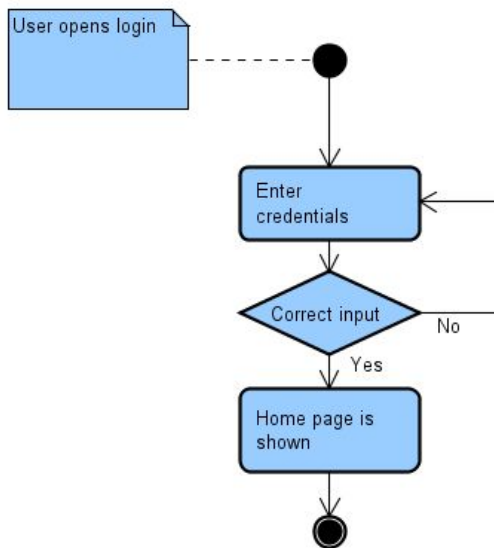 User opens login
Enter
credentials
Correct input
No
Yes
Home page is
shown